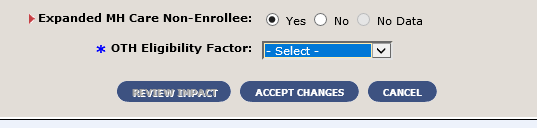 Expanded MH Care Non-Enrollee: Yes No No Data
* OTH Eligibility Factor: - Select -
REVIEW IMPACT ACCEPT CHANGES CANCEL